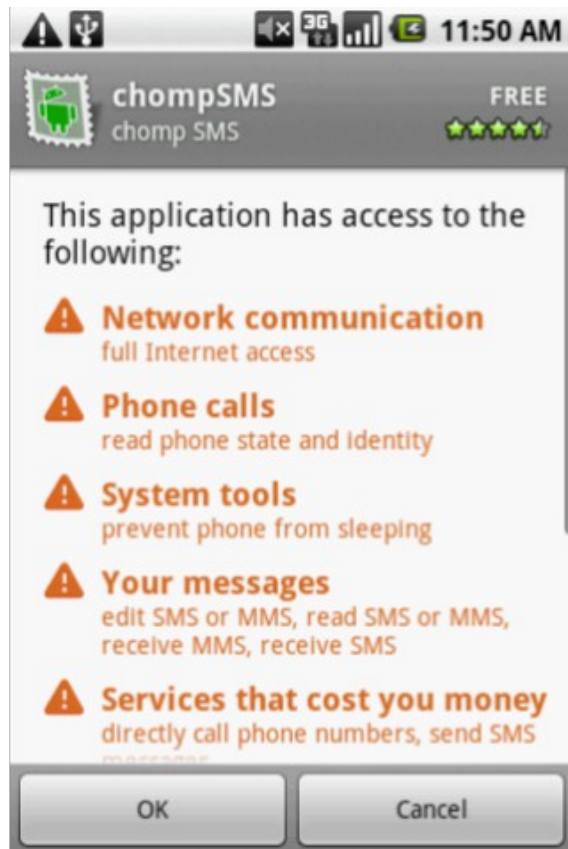 3G 11:50 AM
chompSMS FREE
chomp SMS
This application has access to the
following:
Network communication
full Internet access
Phone calls
read phone state and identity
System tools
prevent phone from sleeping
Your messages
edit SMS or MMS, read SMS or MMS,
receive MMS, receive SMS
Services that cost you money
directly call phone numbers, send SMS
messages
OK Cancel